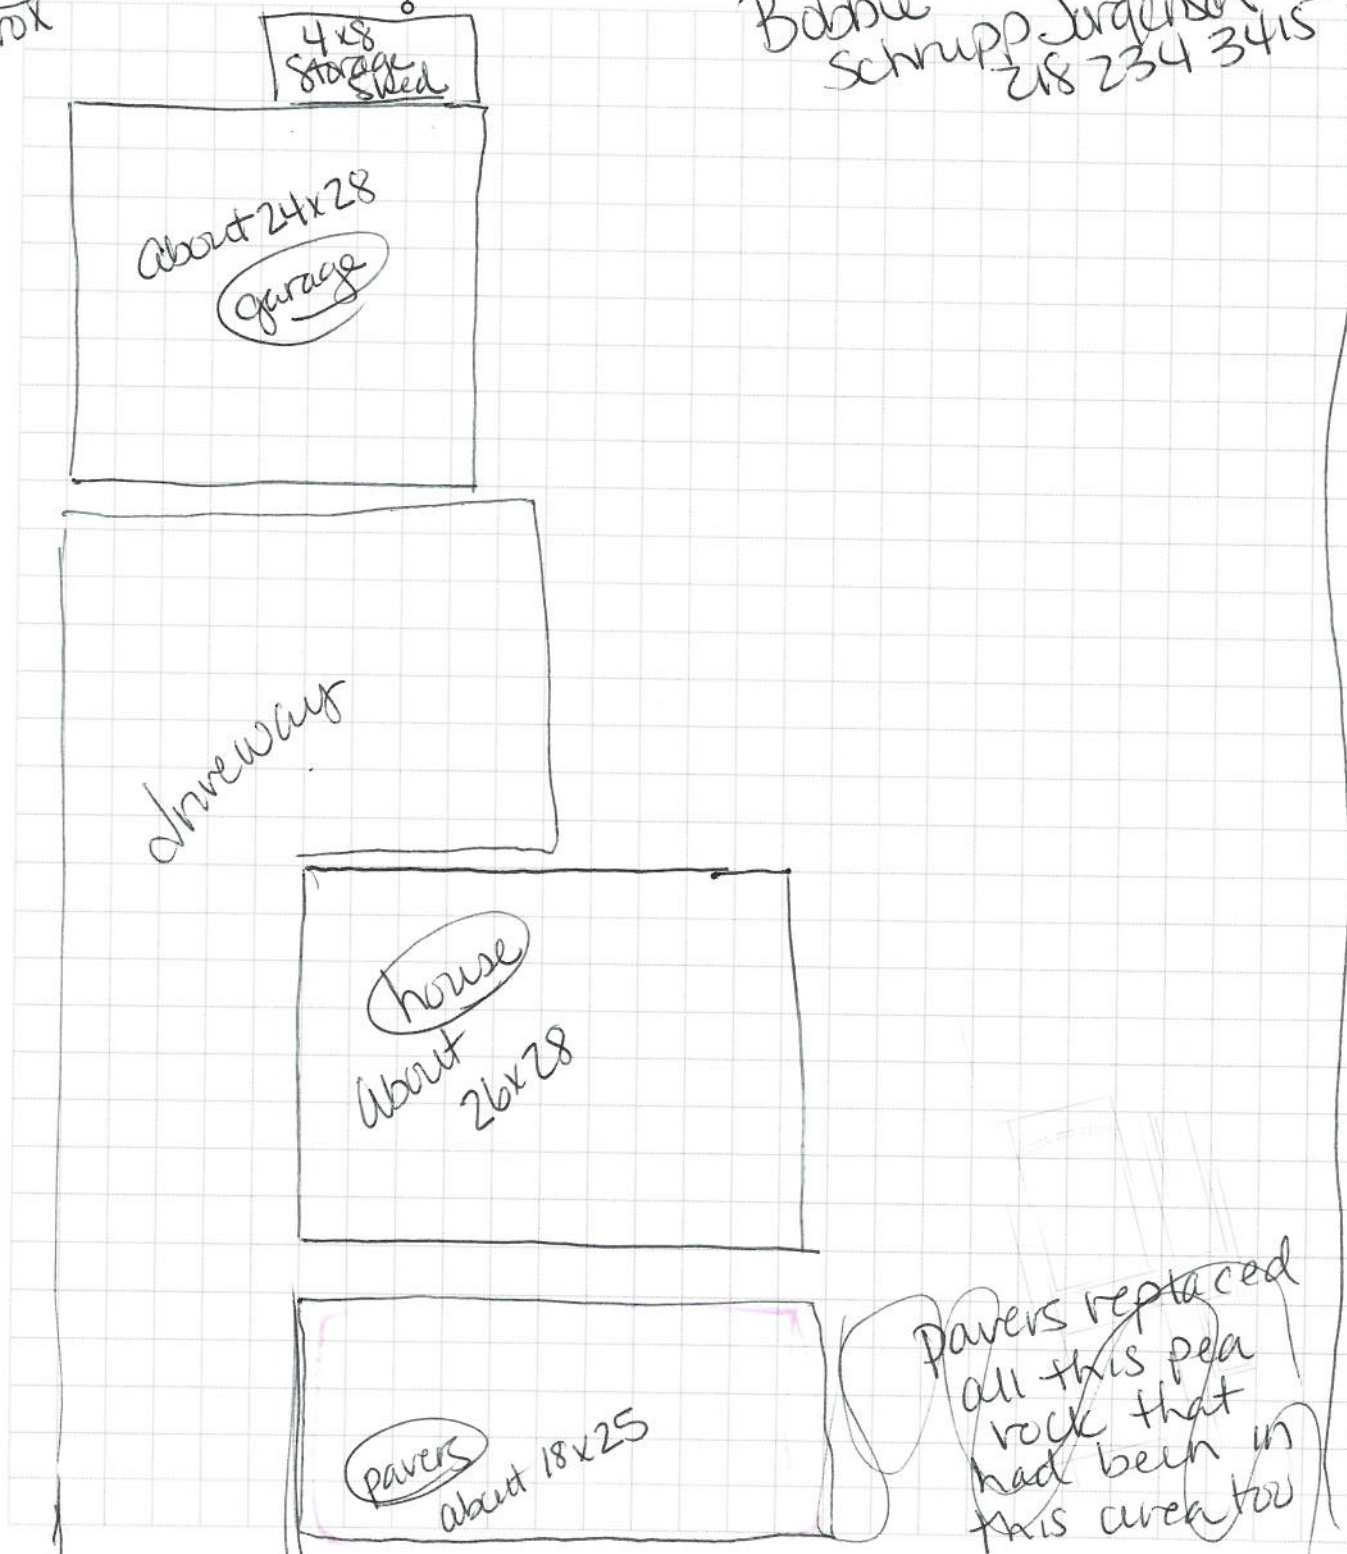 Bobbie
Schrupp Jorgensen
218 234 3415
4x8
Storage
Shed
about 24x28
garage
driveway
house
about
26x28
pavers
about 18x25
pavers replaced
all this pea
rock that
had been in
this area too